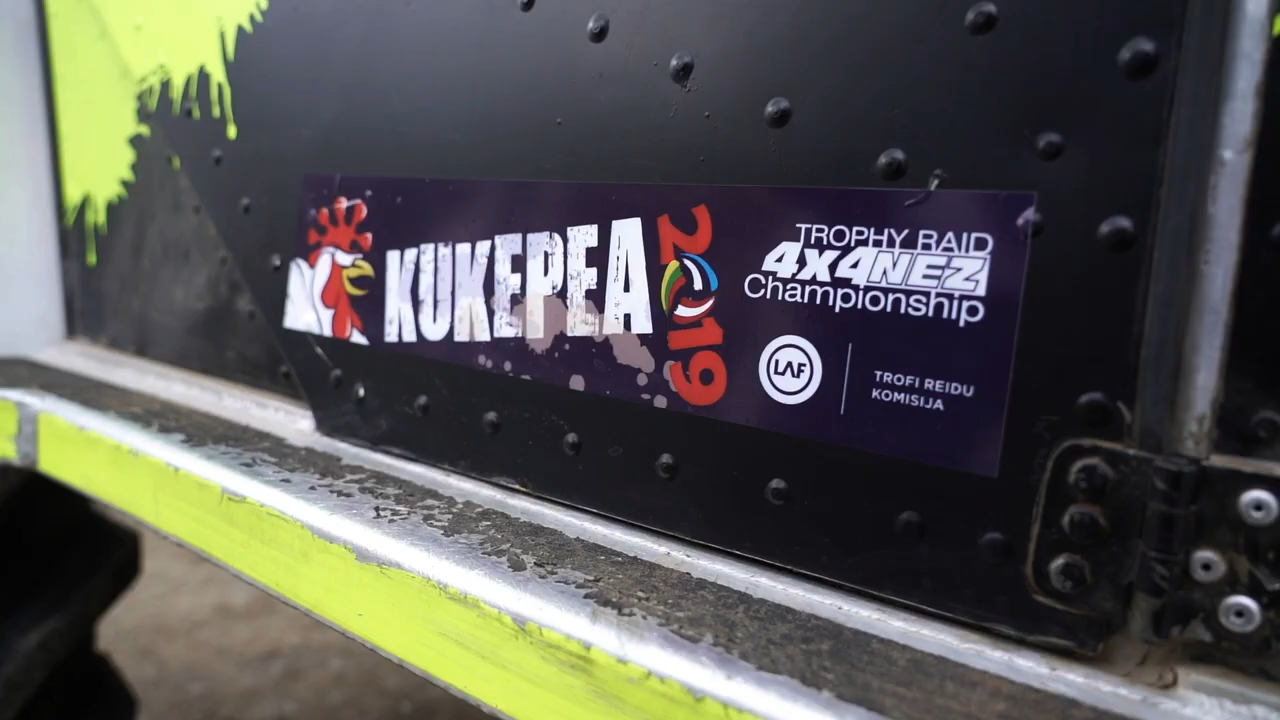 KUKEPEA
2019
TROPHY RAID
4x4NEZ
Championship
LAF
TROFI REIDU
KOMISIJA